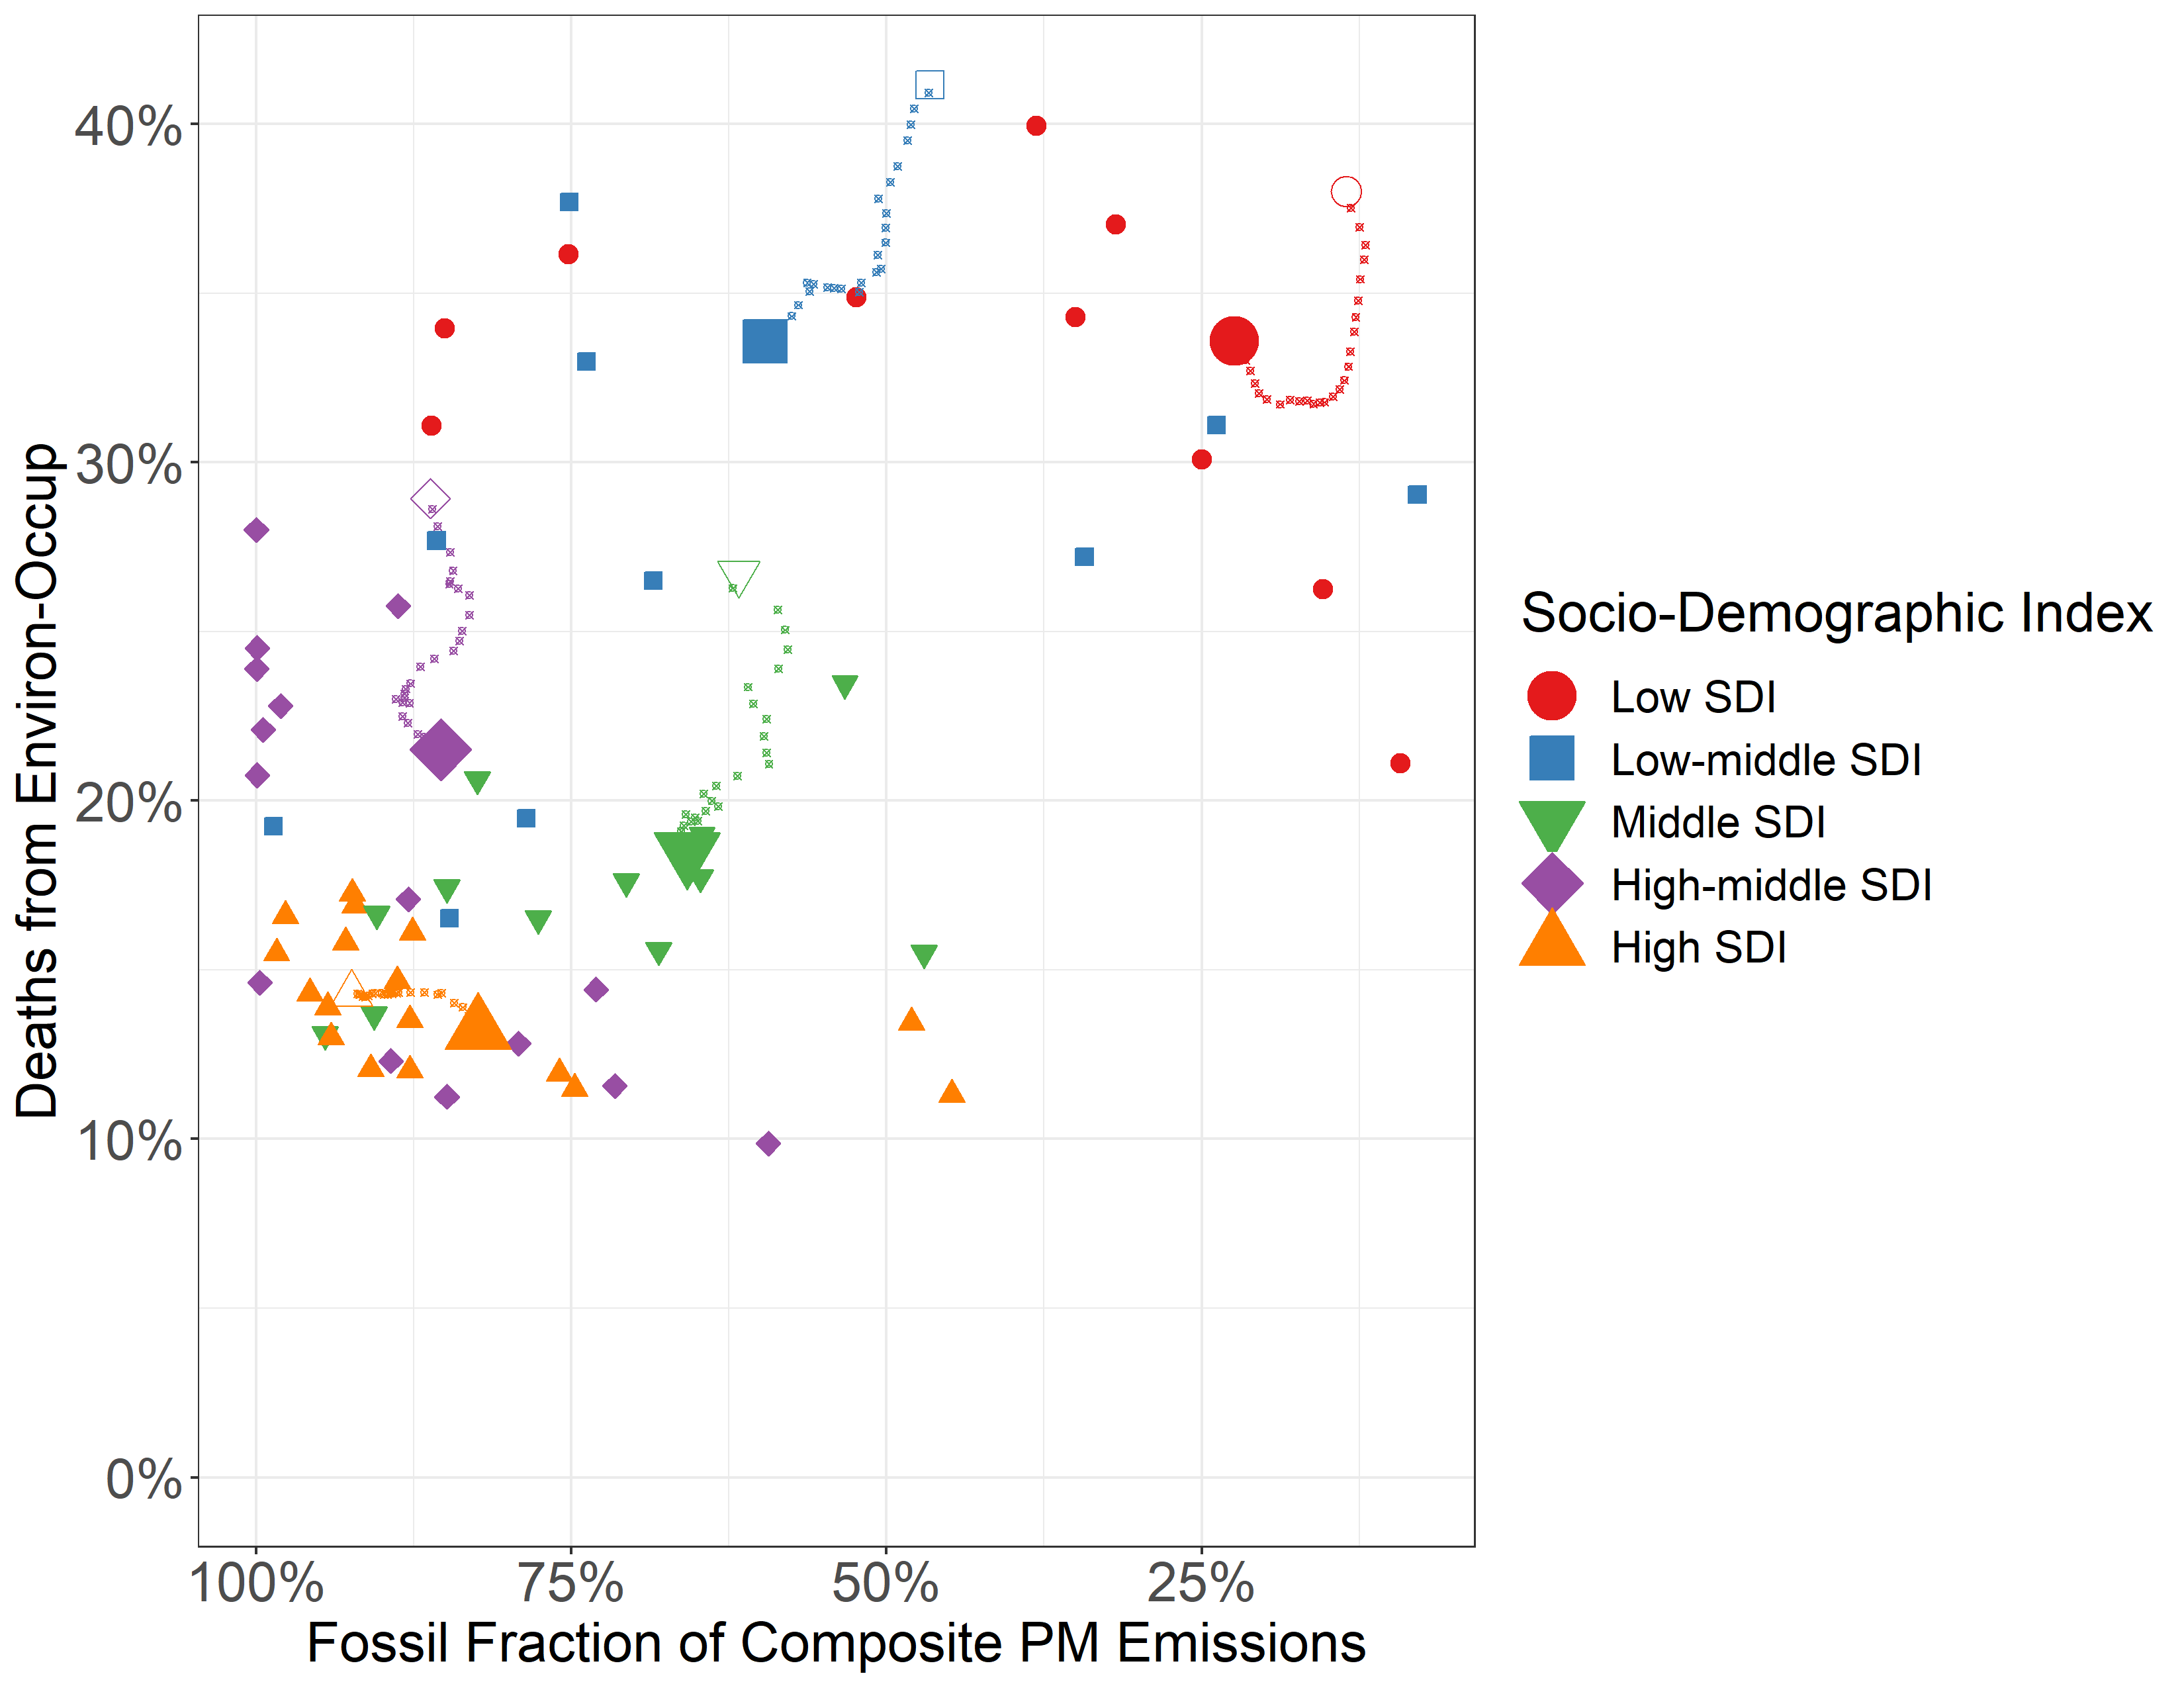 Deaths from Environ-Occup
40%
30%
20%
10%
0%
100%
75%
50%
25%
Fossil Fraction of Composite PM Emissions
Socio-Demographic Index
Low SDI
Low-middle SDI
Middle SDI
High-middle SDI
High SDI